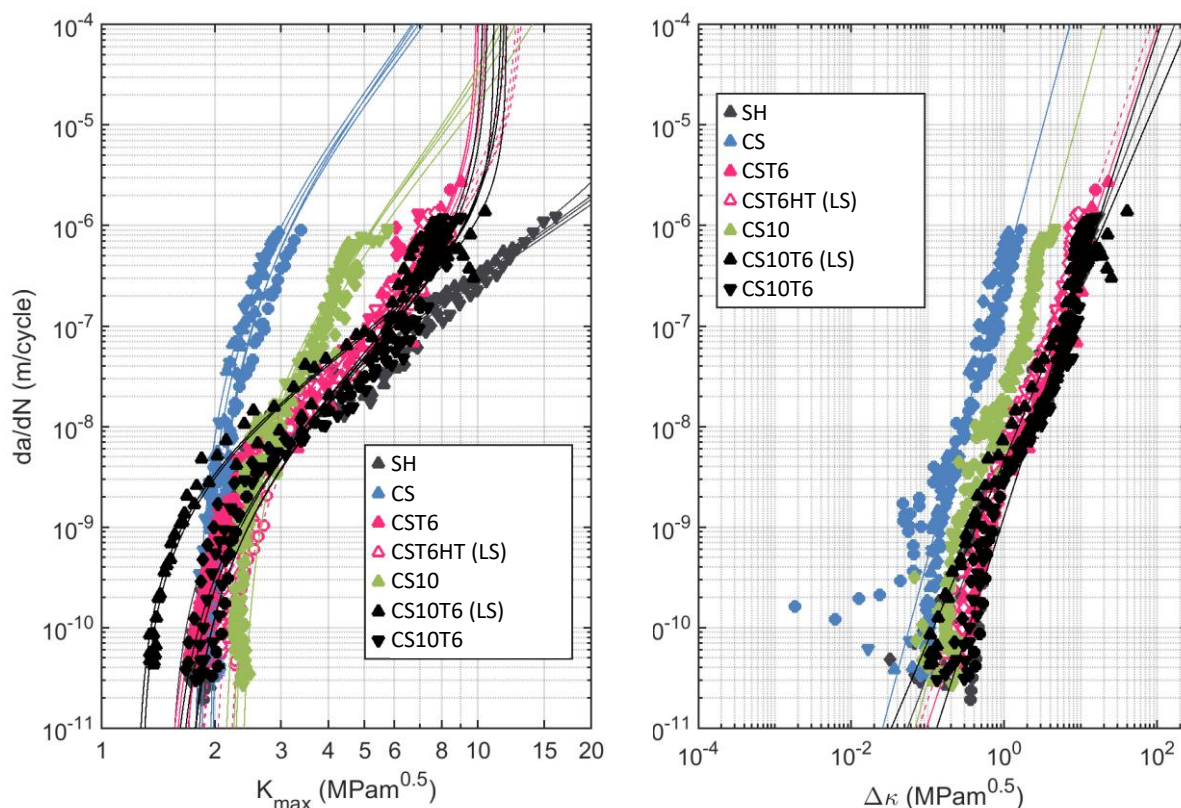 10^-4
10^-5
10^-6
10^-7
10^-8
10^-9
10^-10
10^-11
da/dN (m/cycle)
SH
CS
CST6
CST6HT (LS)
CS10
CS10T6 (LS)
CS10T6
1 2 3 4 5 6 8 10 15 20
K_max (MPam^0.5)
10^-4
10^-5
10^-6
10^-7
10^-8
10^-9
0^-10
10^-11
SH
CS
CST6
CST6HT (LS)
CS10
CS10T6 (LS)
CS10T6
10^-4 10^-2 10^0 10^2
Δκ (MPam^0.5)